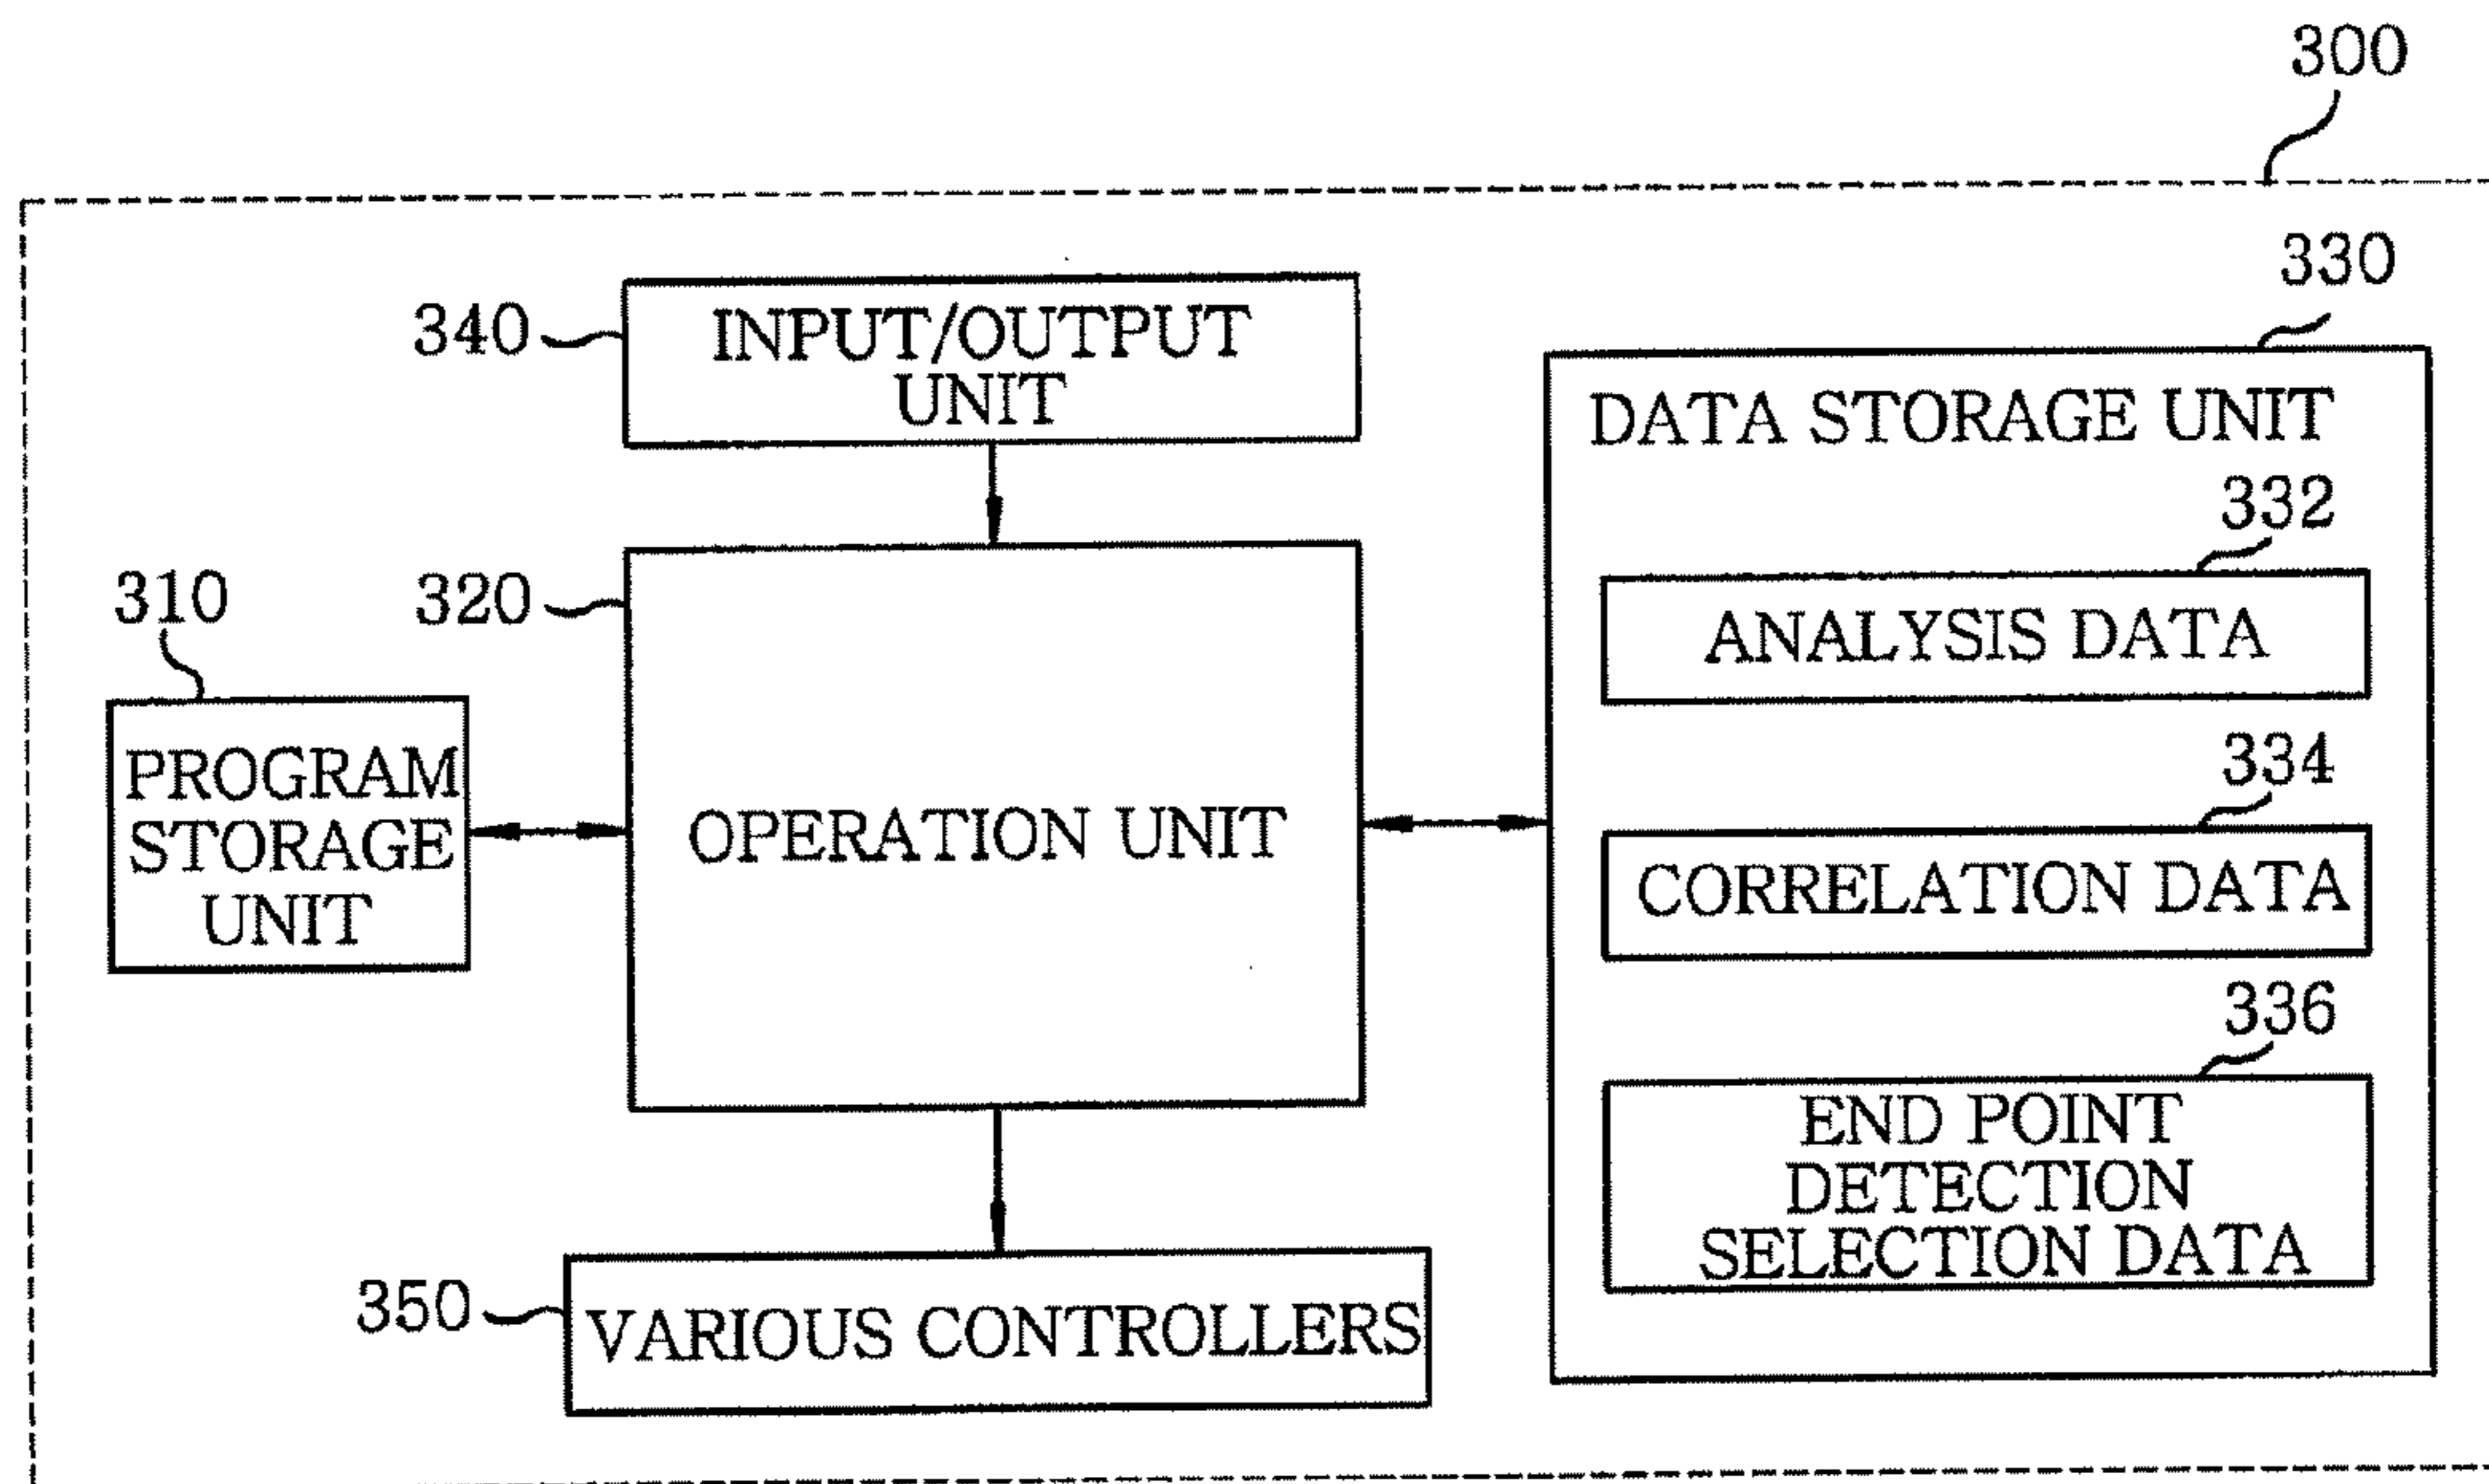 300
330
340
INPUT/OUTPUT
UNIT
DATA STORAGE UNIT
332
310
320
ANALYSIS DATA
PROGRAM
STORAGE
UNIT
OPERATION UNIT
334
CORRELATION DATA
336
END POINT
DETECTION
SELECTION DATA
350
VARIOUS CONTROLLERS